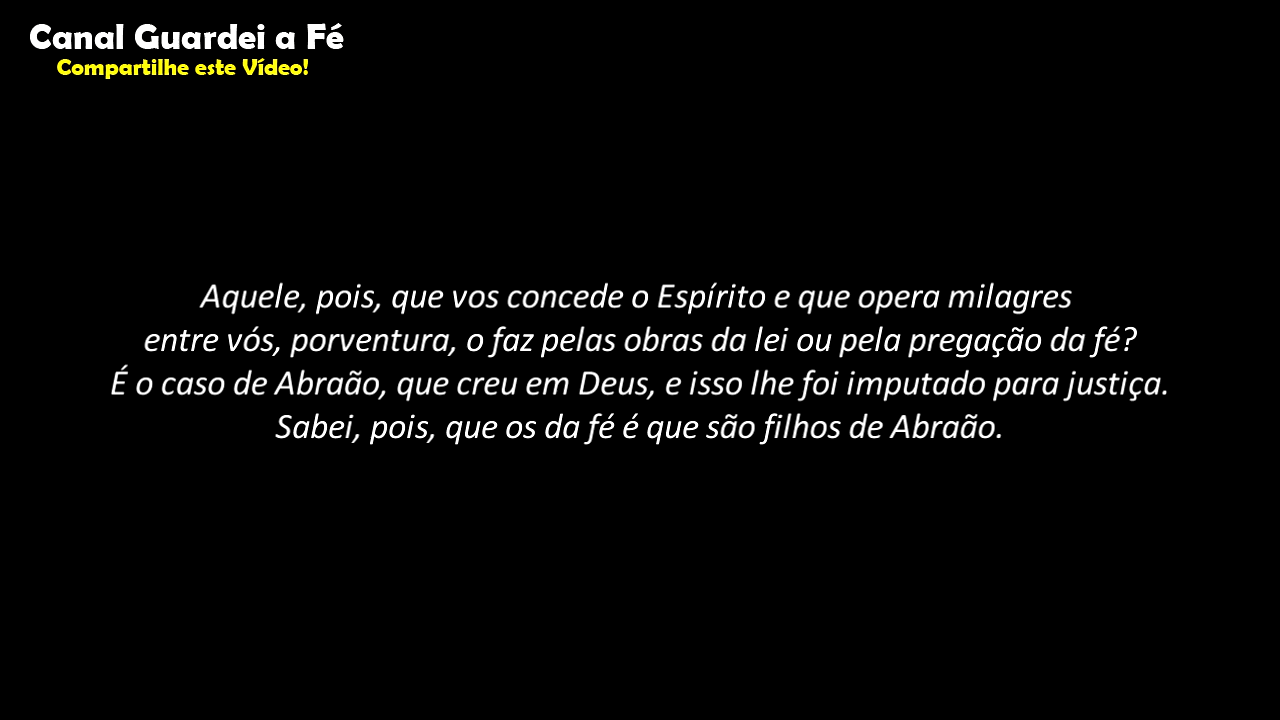 Canal Guardei a Fé
Compartilhe este Vídeo!
Aquele, pois, que vos concede o Espírito e que opera milagres
entre vós, porventura, o faz pelas obras da lei ou pela pregação da fé?
É o caso de Abraão, que creu em Deus, e isso lhe foi imputado para justiça.
Sabei, pois, que os da fé é que são filhos de Abraão.